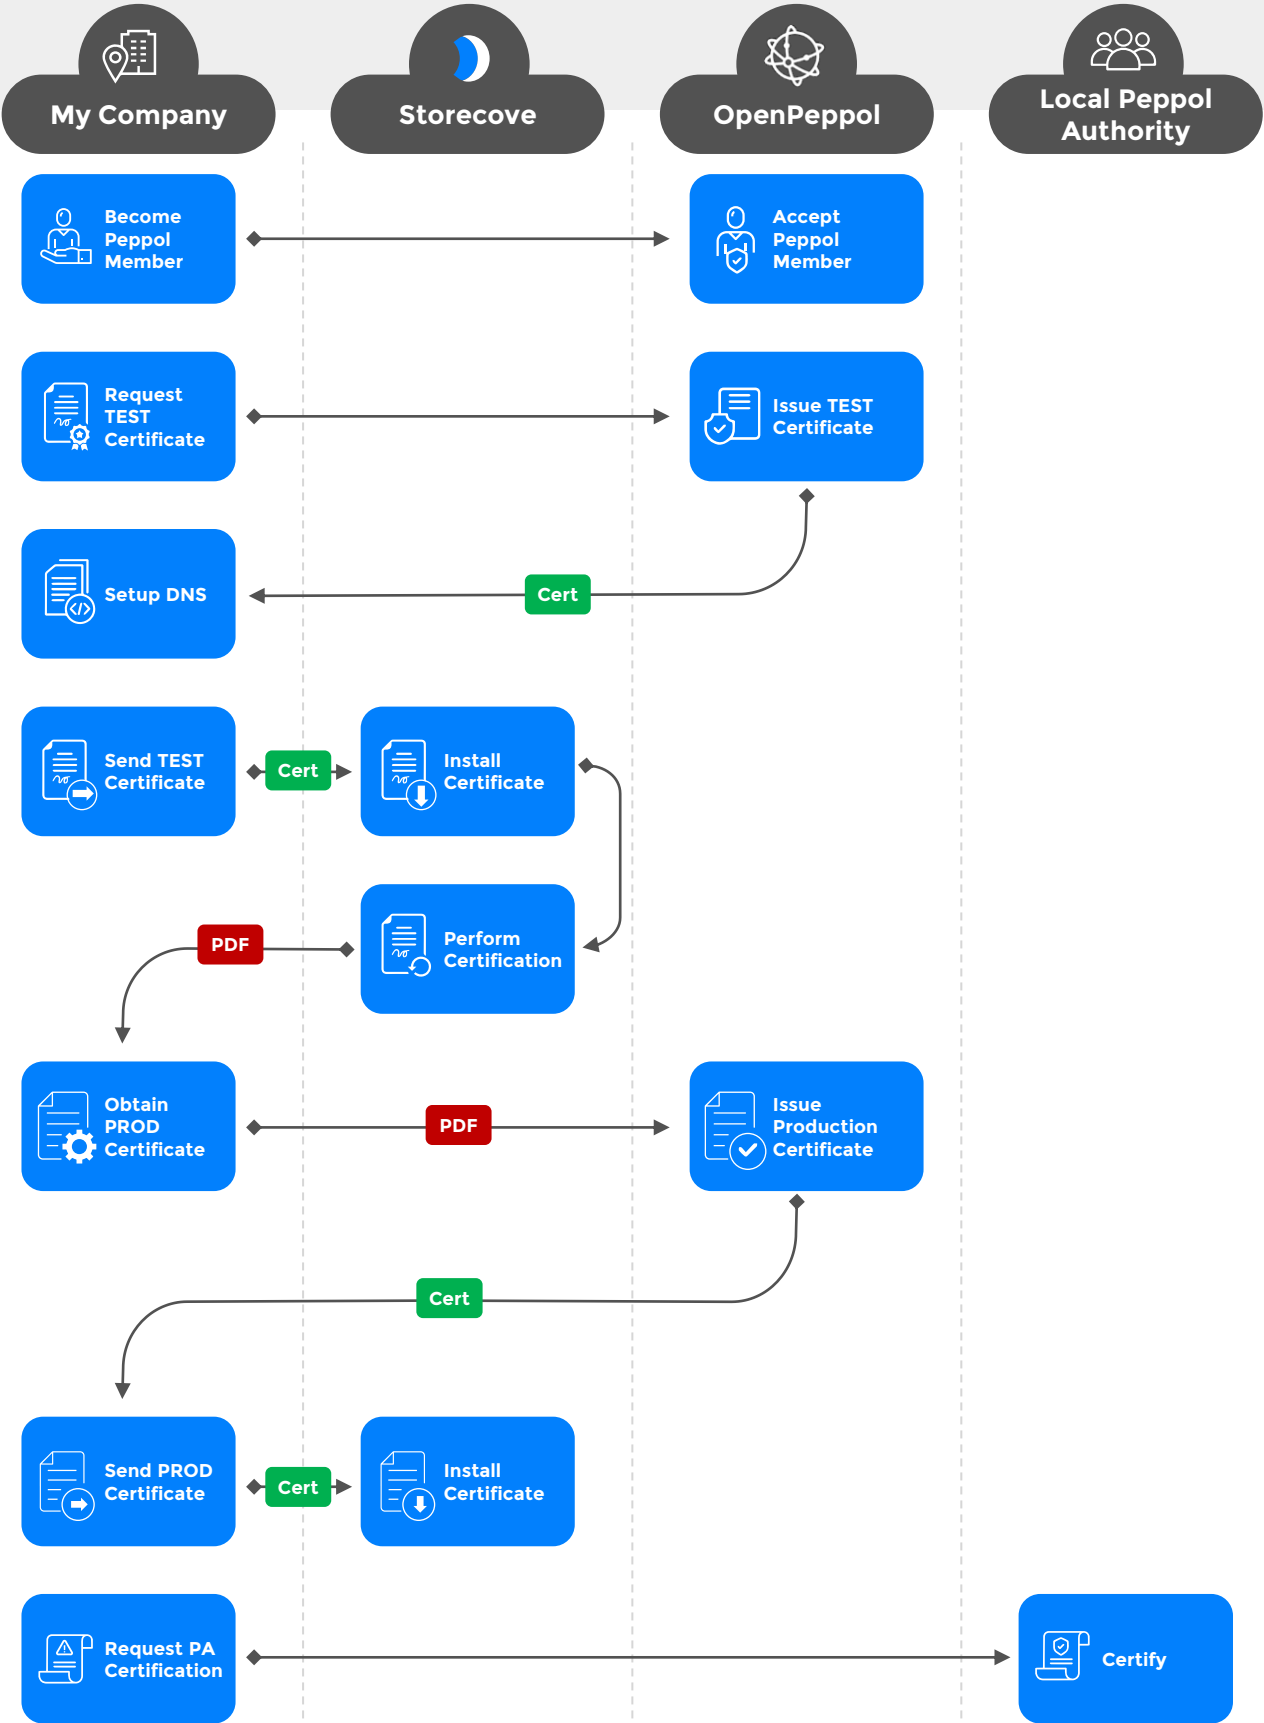 My Company
Storecove
OpenPeppol
Local Peppol
Authority
Become
Peppol
Member
Accept
Peppol
Member
Request
TEST
Certificate
Issue TEST
Certificate
Setup DNS
Cert
Send TEST
Certificate
Cert
Install
Certificate
PDF
Perform
Certification
Obtain
PROD
Certificate
PDF
Issue
Production
Certificate
Cert
Send PROD
Certificate
Cert
Install
Certificate
Request PA
Certification
Certify